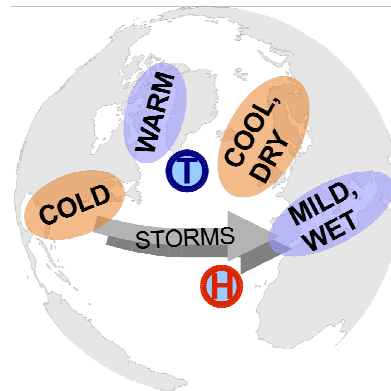 WARM
COOL,
DRY
T
COLD
MILD,
WET
STORMS
H